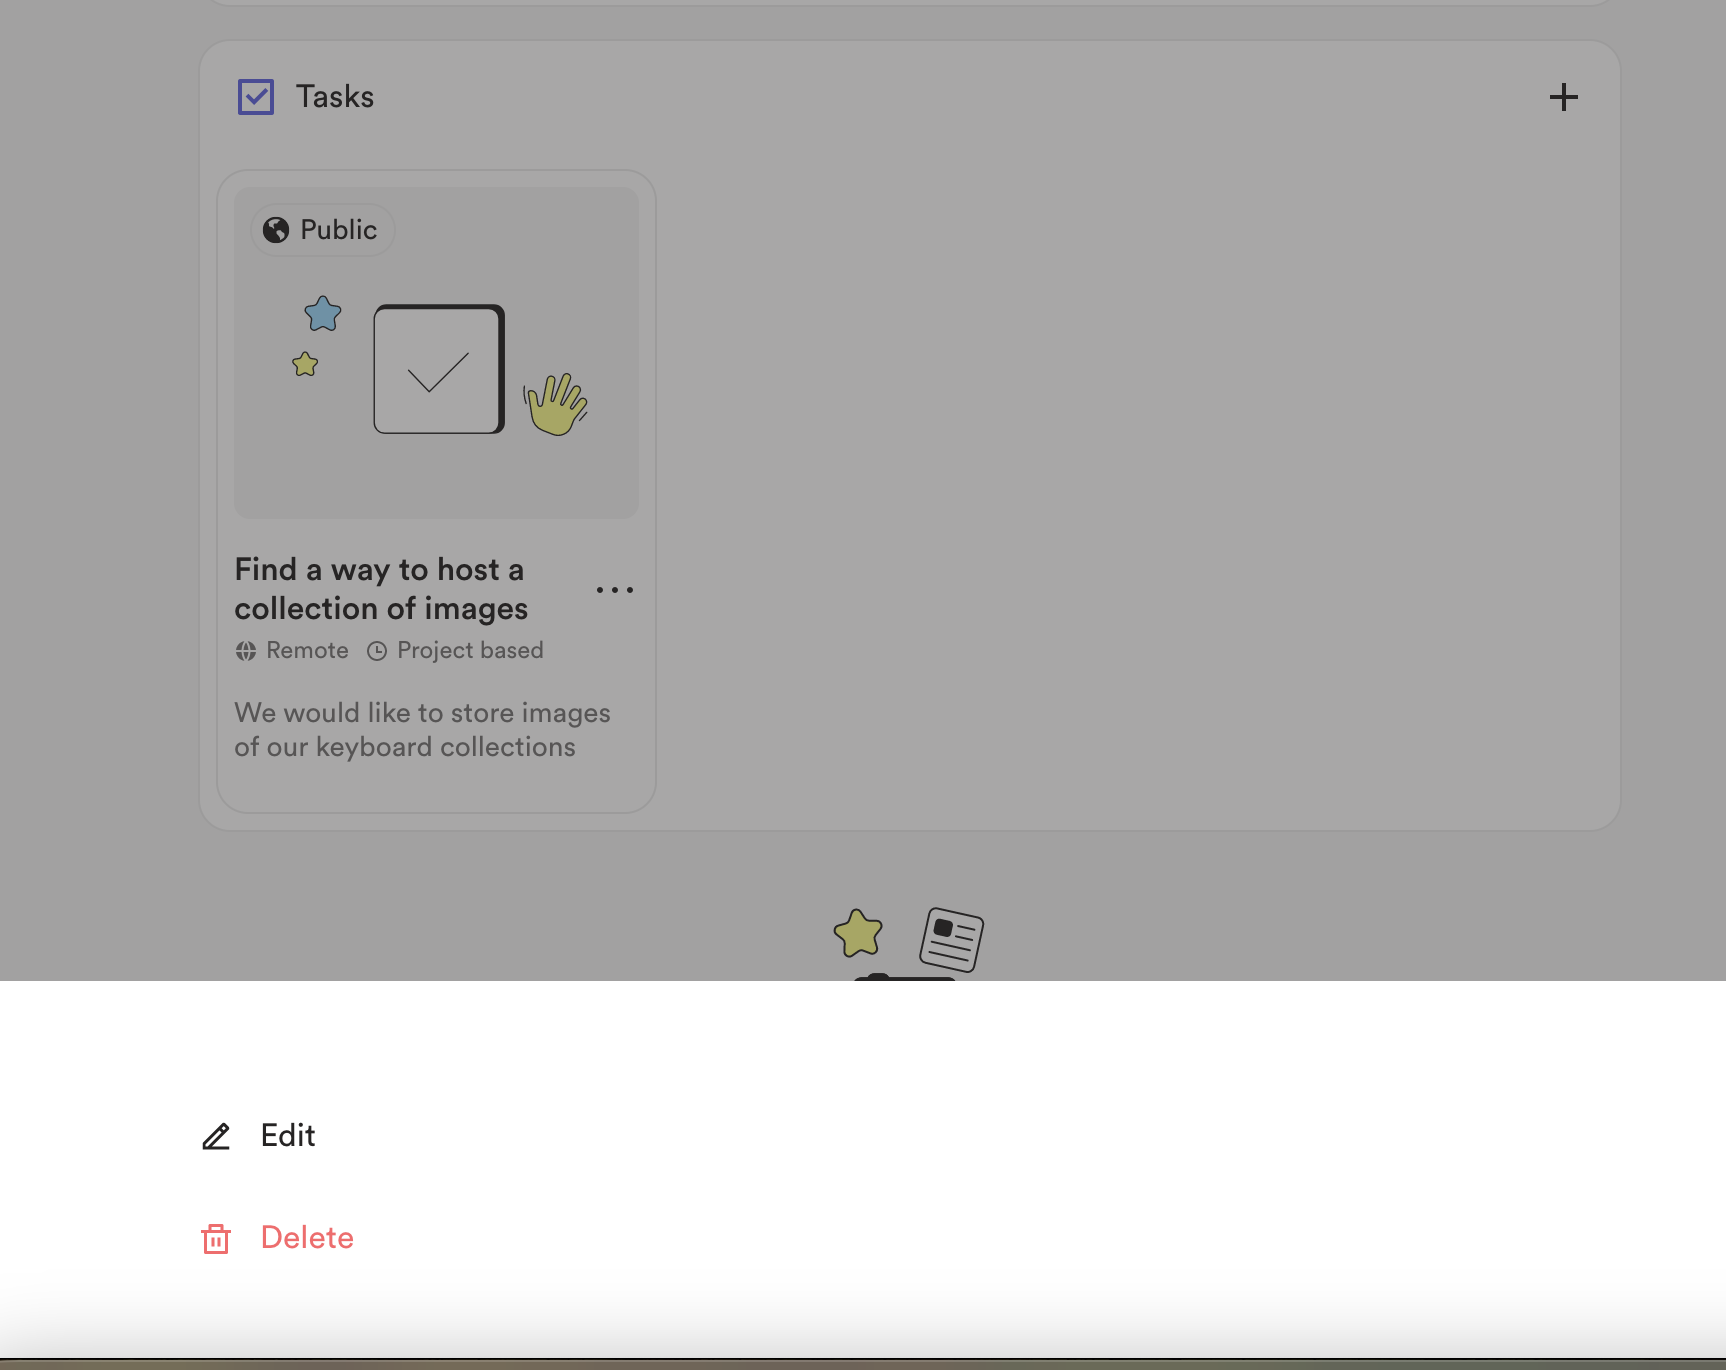 Tasks
Public
Find a way to host a
collection of images
Remote Project based
We would like to store images
of our keyboard collections
Edit
Delete